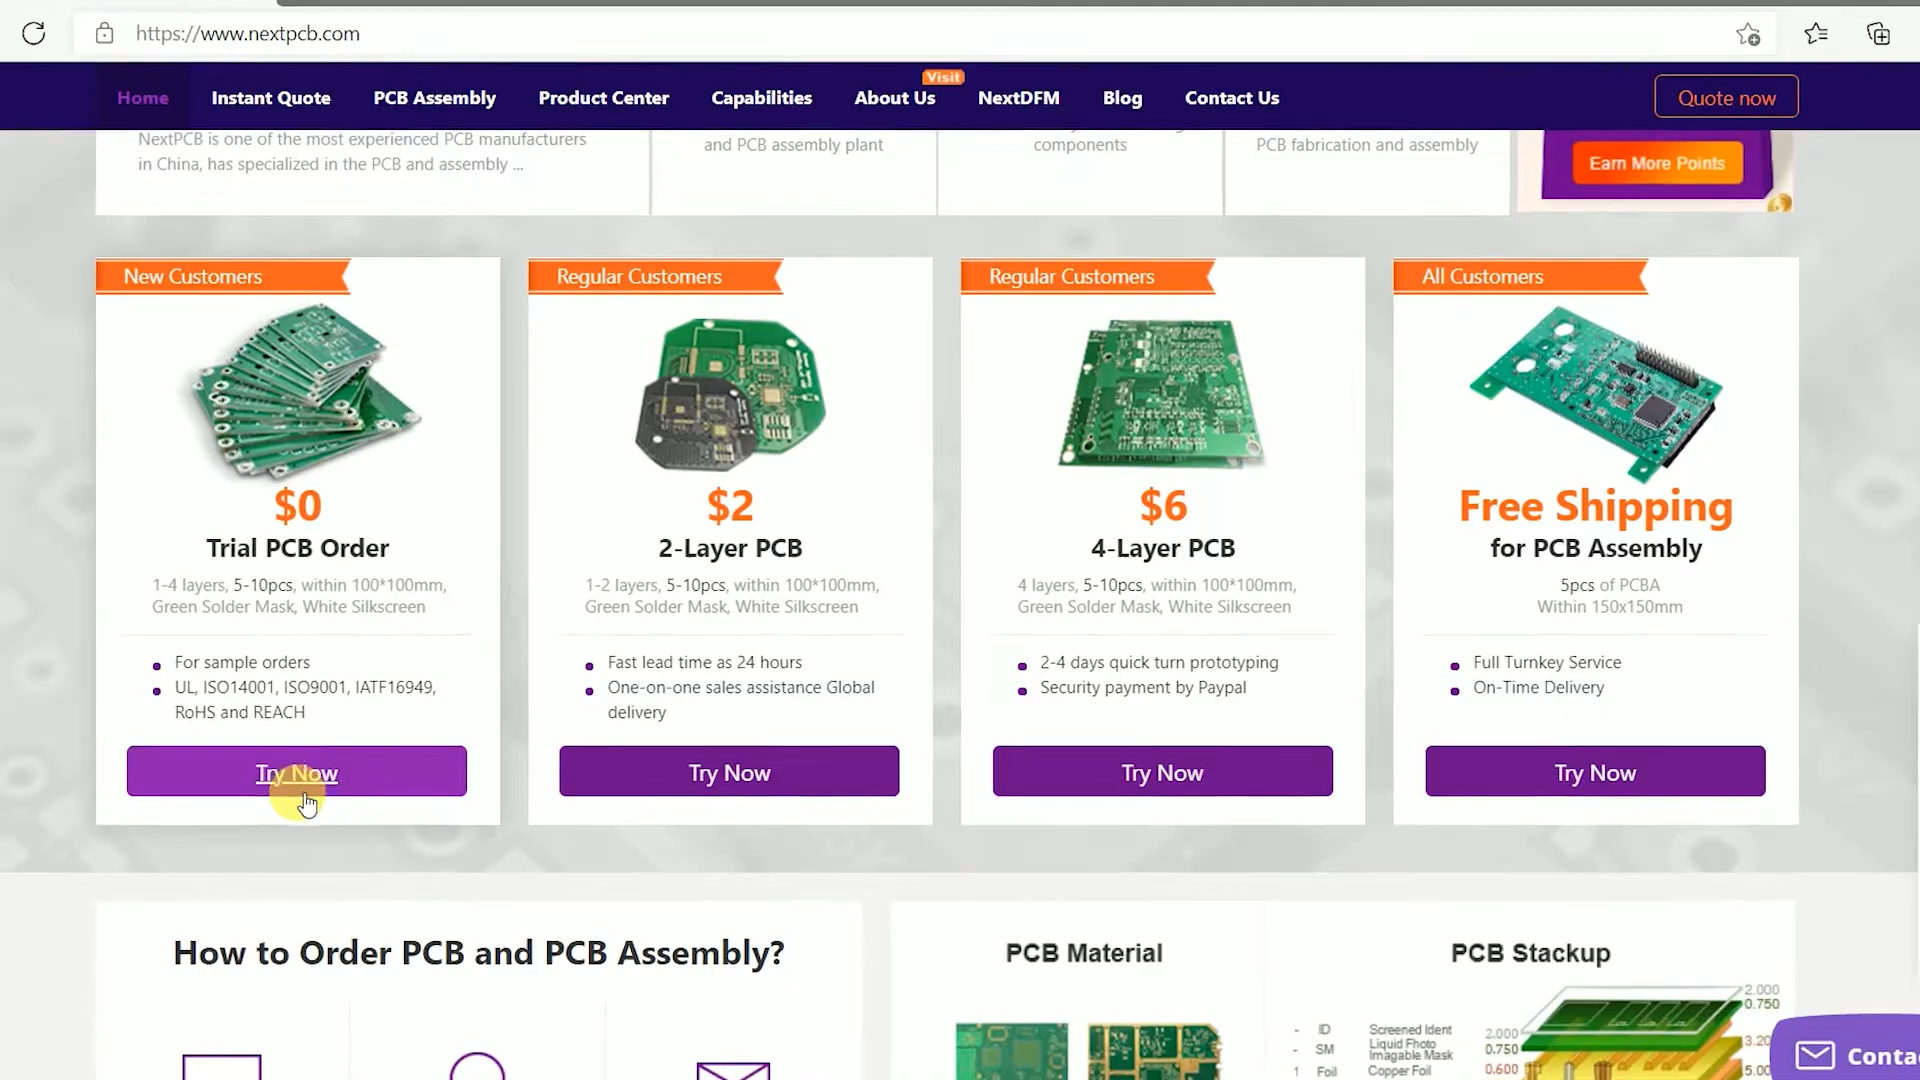 https://www.nextpcb.com
Visit
Home Instant Quote PCB Assembly Product Center Capabilities About Us NextDFM Blog Contact Us Quote now
NextPCB is one of the most experienced PCB manufacturers
in China, has specialized in the PCB and assembly ...
and PCB assembly plant
components
PCB fabrication and assembly
Earn More Points
New Customers
$0
Trial PCB Order
1-4 layers, 5-10pcs, within 100*100mm,
Green Solder Mask, White Silkscreen
For sample orders
UL, ISO14001, ISO9001, IATF16949,
RoHS and REACH
Try Now
Regular Customers
$2
2-Layer PCB
1-2 layers, 5-10pcs, within 100*100mm,
Green Solder Mask, White Silkscreen
Fast lead time as 24 hours
One-on-one sales assistance Global
delivery
Try Now
Regular Customers
$6
4-Layer PCB
4 layers, 5-10pcs, within 100*100mm,
Green Solder Mask, White Silkscreen
2-4 days quick turn prototyping
Security payment by Paypal
Try Now
All Customers
Free Shipping
for PCB Assembly
5pcs of PCBA
Within 150x150mm
Full Turnkey Service
On-Time Delivery
Try Now
How to Order PCB and PCB Assembly?
PCB Material
PCB Stackup
2.000
0.750
- ID Screened Ident 2.000
- SM Liquid Fhoto
Imagable Mask 0.750 3.20
1 Foil Copper Foil 0.600 5.00
Conta